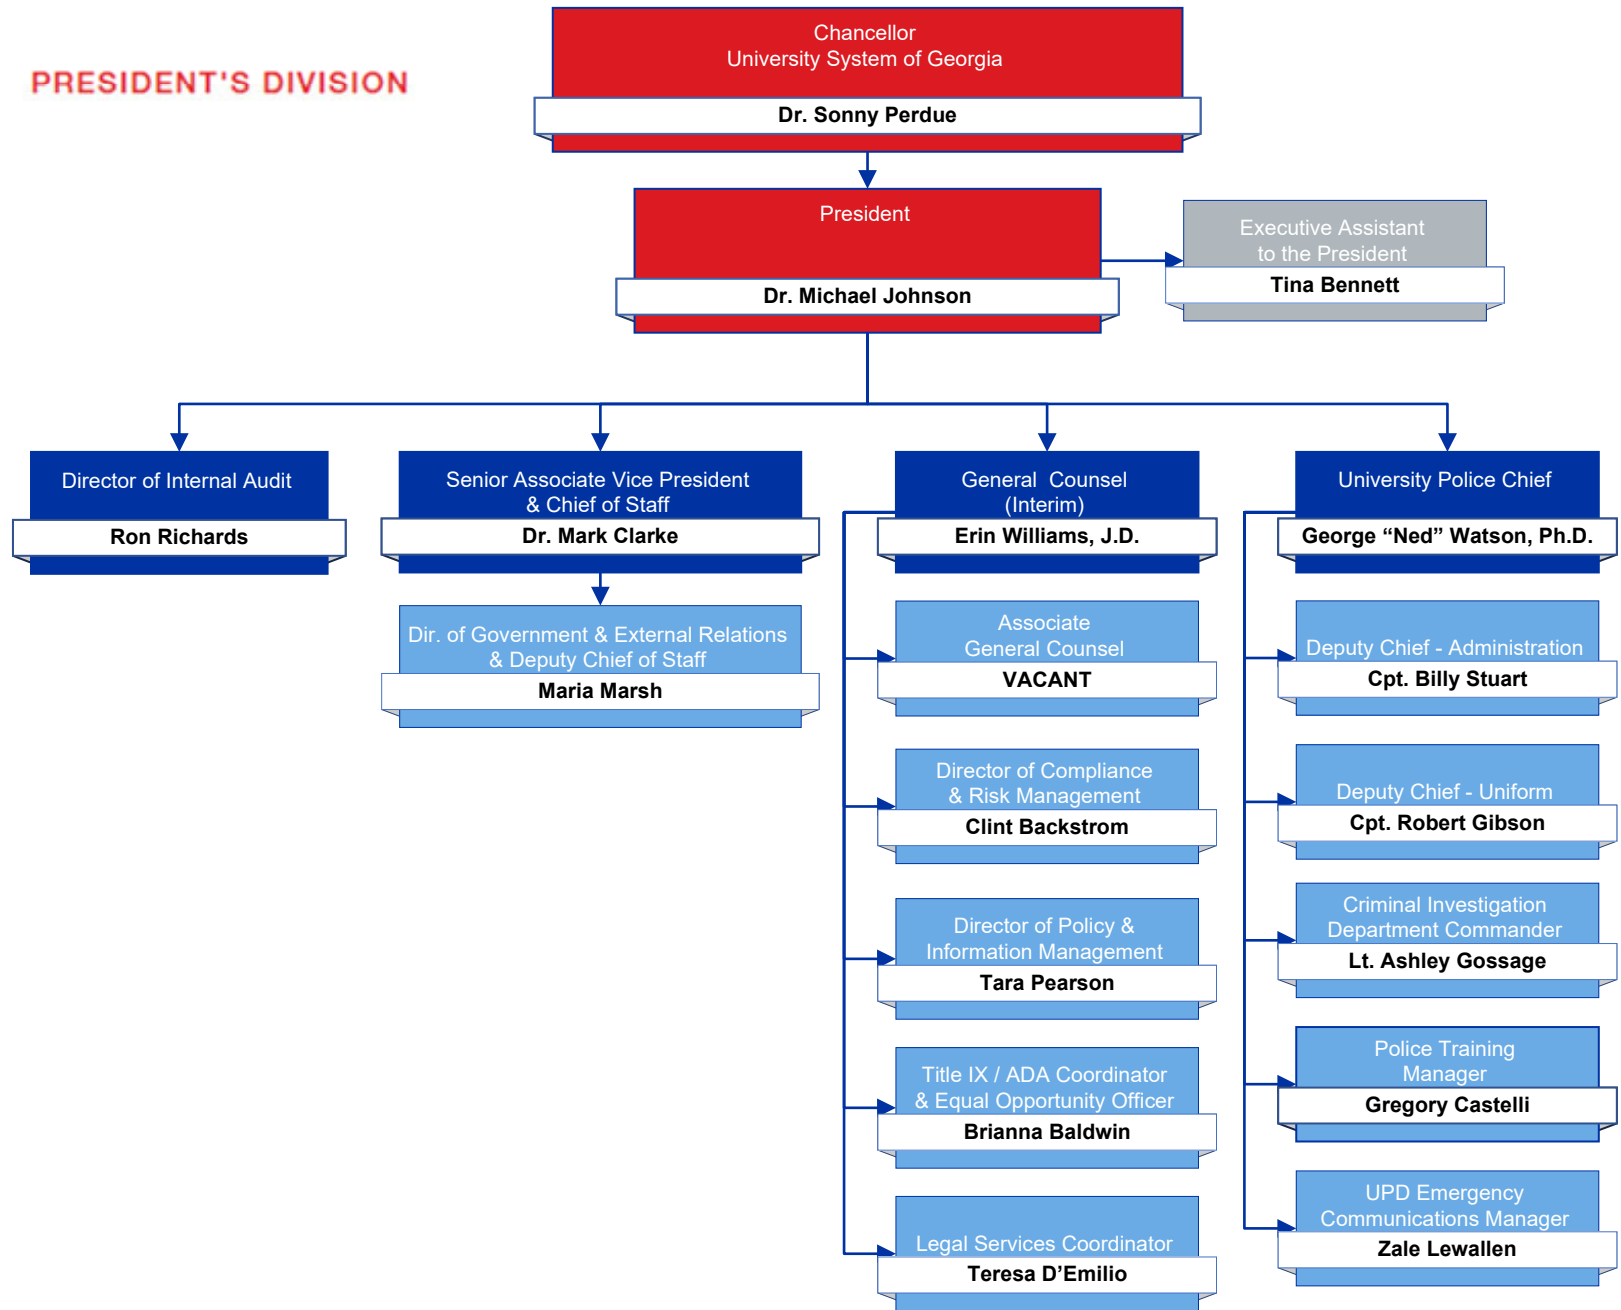 PRESIDENT'S DIVISION
Chancellor
University System of Georgia
Dr. Sonny Perdue
President
Dr. Michael Johnson
Executive Assistant
to the President
Tina Bennett
Director of Internal Audit
Ron Richards
Senior Associate Vice President
& Chief of Staff
Dr. Mark Clarke
Dir. of Government & External Relations
& Deputy Chief of Staff
Maria Marsh
General Counsel
(Interim)
Erin Williams, J.D.
Associate
General Counsel
VACANT
Director of Compliance
& Risk Management
Clint Backstrom
Director of Policy &
Information Management
Tara Pearson
Title IX / ADA Coordinator
& Equal Opportunity Officer
Brianna Baldwin
Legal Services Coordinator
Teresa D’Emilio
University Police Chief
George “Ned” Watson, Ph.D.
Deputy Chief - Administration
Cpt. Billy Stuart
Deputy Chief - Uniform
Cpt. Robert Gibson
Criminal Investigation
Department Commander
Lt. Ashley Gossage
Police Training
Manager
Gregory Castelli
UPD Emergency
Communications Manager
Zale Lewallen